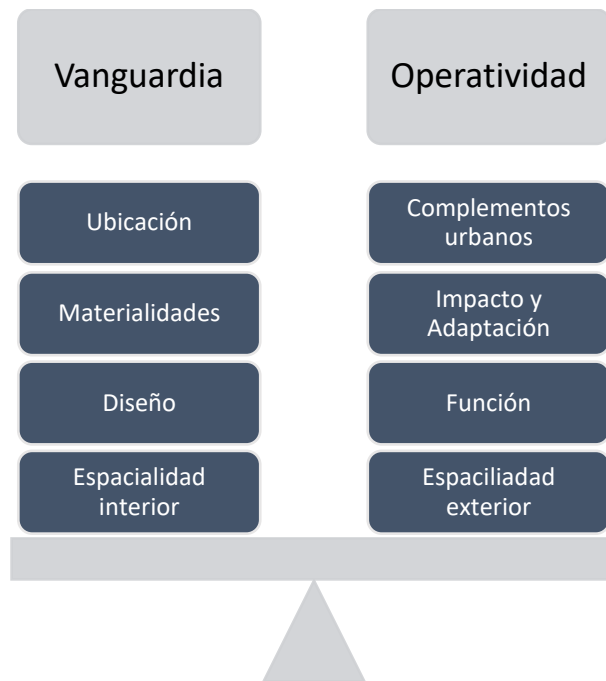 Vanguardia
Operatividad
Ubicación
Complementos
urbanos
Materialidades
Impacto y
Adaptación
Diseño
Función
Espacialidad
interior
Espaciliadad
exterior